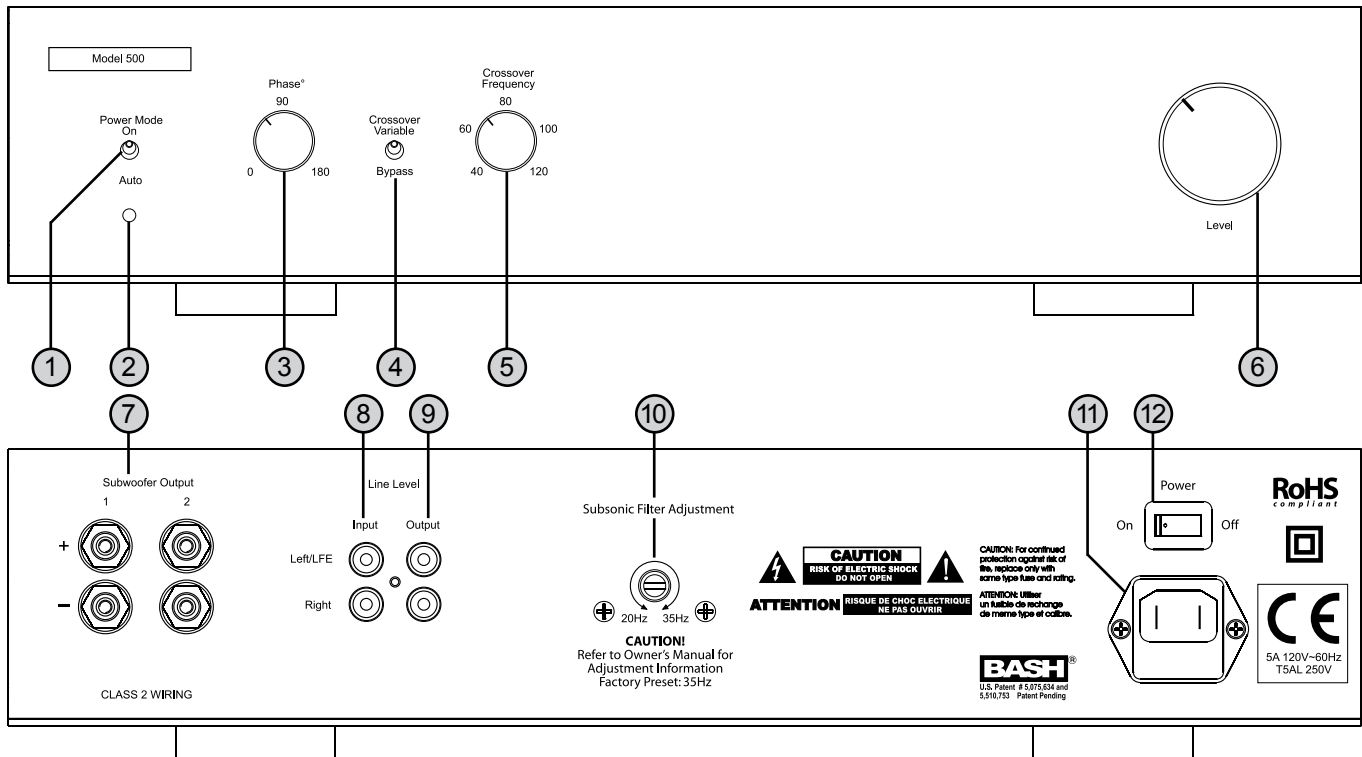 Model 500
Power Mode
On
Auto
Phase°
90
0
180
Crossover
Variable
Bypass
Crossover
Frequency
80
60
100
40
120
Level
1
2
3
4
5
6
7
8
9
10
11
12
Subwoofer Output
1
2
+
−
CLASS 2 WIRING
Line Level
Input
Output
Left/LFE
Right
Subsonic Filter Adjustment
20Hz
35Hz
CAUTION!
Refer to Owner's Manual for
Adjustment Information
Factory Preset: 35Hz
CAUTION
RISK OF ELECTRIC SHOCK
DO NOT OPEN
!
ATTENTION
RISQUE DE CHOC ELECTRIQUE
NE PAS OUVRIR
CAUTION: For continued
protection against risk of
fire, replace only with
same type fuse and rating.
ATTENTION: Utiliser
un fusible de rechange
de meme type et calibre.
BASH®
U.S. Patent # 5,075,634 and
5,510,753 Patent Pending
Power
On
Off
RoHS
compliant
CE
5A 120V~60Hz
T5AL 250V